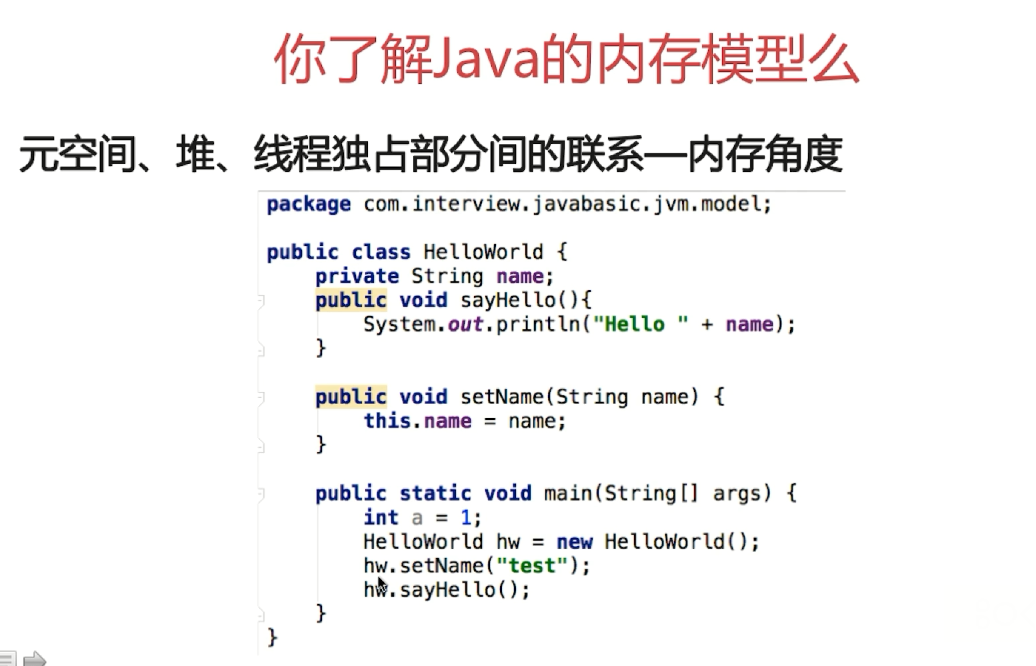 你了解Java的内存模型么
元空间、堆、线程独占部分间的联系—内存角度
package com.interview.javabasic.jvm.model;
public class HelloWorld {
    private String name;
    public void sayHello(){
        System.out.println("Hello " + name);
    }
    public void setName(String name) {
        this.name = name;
    }
    public static void main(String[] args) {
        int a = 1;
        HelloWorld hw = new HelloWorld();
        hw.setName("test");
        hw.sayHello();
    }
}